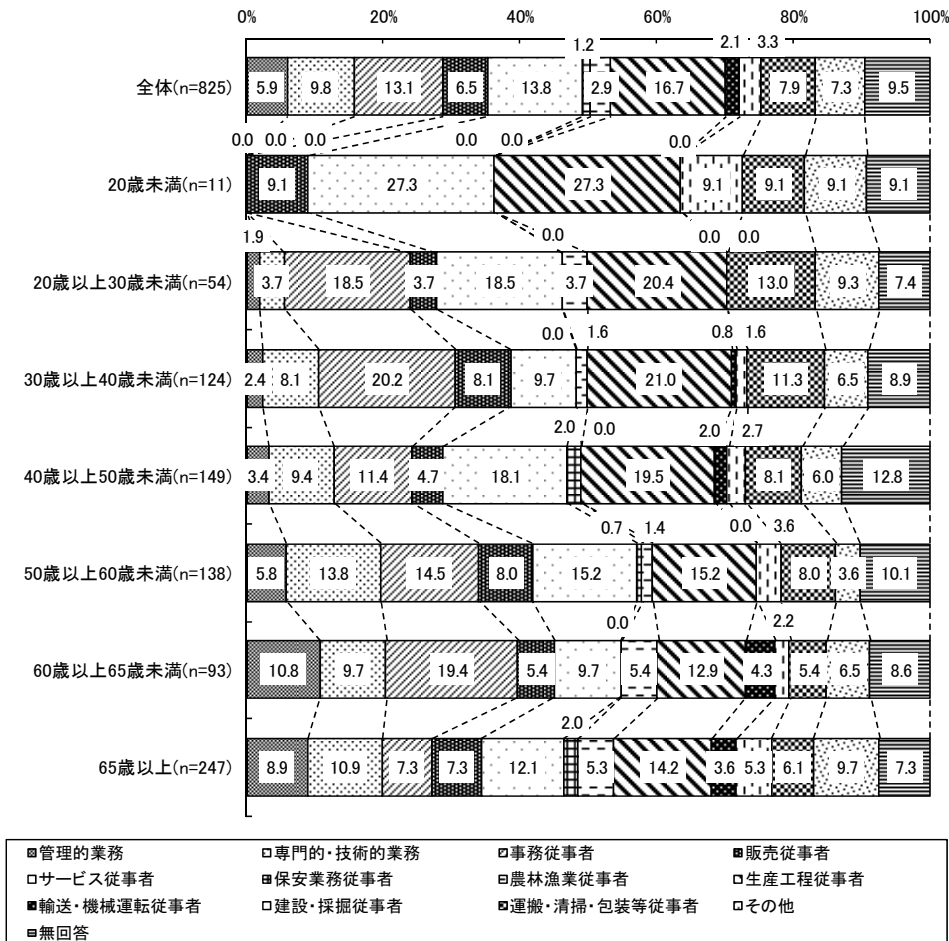 0% 20% 40% 60% 80% 100%
1.2 2.1 3.3
全体(n=825) 5.9 9.8 13.1 6.5 13.8 2.9 16.7 7.9 7.3 9.5
0.0 0.0 0.0 0.0 0.0 0.0
20歳未満(n=11) 9.1 27.3 27.3 9.1 9.1 9.1 9.1
1.9 0.0 0.0 0.0
20歳以上30歳未満(n=54) 3.7 18.5 3.7 18.5 3.7 20.4 13.0 9.3 7.4
0.0 1.6 0.8 1.6
30歳以上40歳未満(n=124) 2.4 8.1 20.2 8.1 9.7 21.0 11.3 6.5 8.9
2.0 0.0 2.0 2.7
40歳以上50歳未満(n=149) 3.4 9.4 11.4 4.7 18.1 19.5 8.1 6.0 12.8
0.7 1.4 0.0 3.6
50歳以上60歳未満(n=138) 5.8 13.8 14.5 8.0 15.2 15.2 8.0 3.6 10.1
0.0 2.2
60歳以上65歳未満(n=93) 10.8 9.7 19.4 5.4 9.7 5.4 12.9 4.3 5.4 6.5 8.6
2.0
65歳以上(n=247) 8.9 10.9 7.3 7.3 12.1 5.3 14.2 3.6 5.3 6.1 9.7 7.3
管理的業務 専門的・技術的業務 事務従事者 販売従事者
サービス従事者 保安業務従事者 農林漁業従事者 生産工程従事者
輸送・機械運転従事者 建設・採掘従事者 運搬・清掃・包装等従事者 その他
無回答